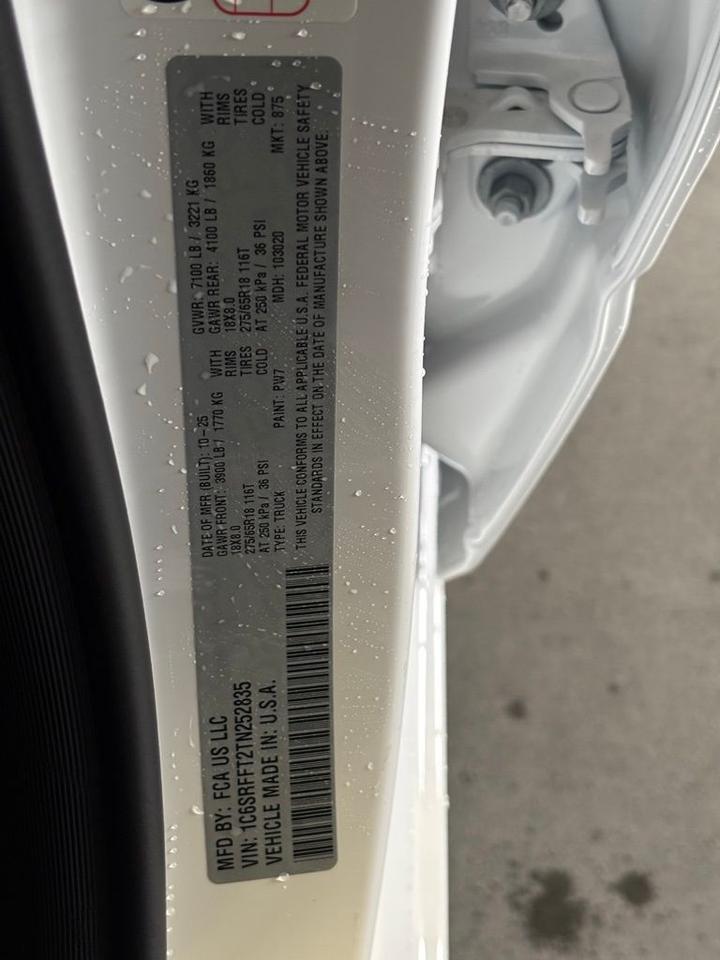 MFD BY: FCA US LLC
VIN: 1C6SRFFT2TN252835
VEHICLE MADE IN: U.S.A.
DATE OF MFR (BUILT): 10-25
GVWR: 7100 LB / 3221 KG
GAWR FRONT: 3900 LB / 1770 KG WITH
GAWR REAR: 4100 LB / 1860 KG WITH
18X8.0 RIMS
18X8.0 RIMS
275/65R18 116T TIRES
275/65R18 116T TIRES
AT 250 kPa / 36 PSI COLD
AT 250 kPa / 36 PSI COLD
TYPE: TRUCK PAINT: PW7 MDH: 103020 MKT: 875
THIS VEHICLE CONFORMS TO ALL APPLICABLE U.S.A. FEDERAL MOTOR VEHICLE SAFETY
STANDARDS IN EFFECT ON THE DATE OF MANUFACTURE SHOWN ABOVE.